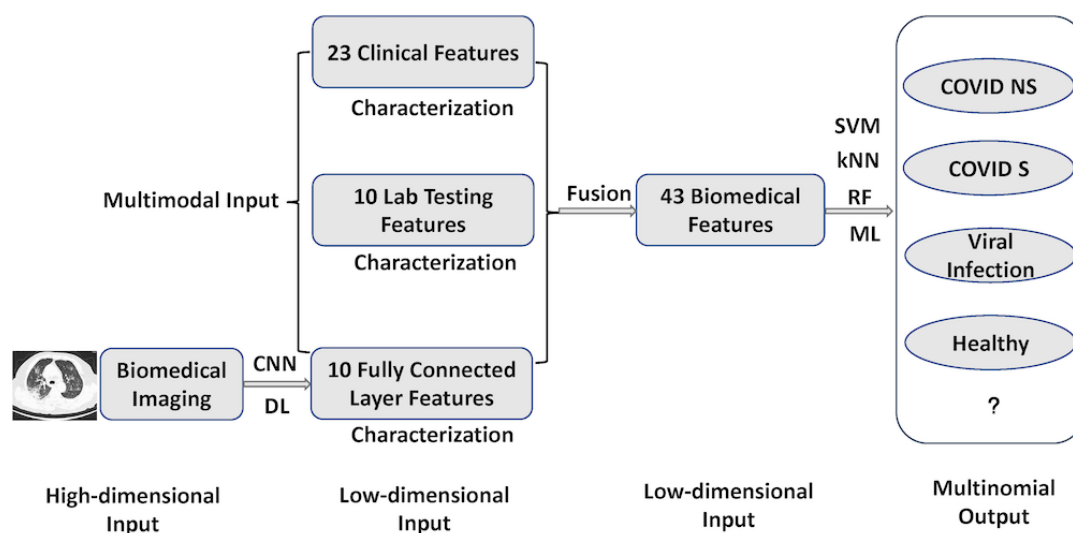 23 Clinical Features
Characterization
Multimodal Input
10 Lab Testing
Features
Characterization
Biomedical
Imaging
CNN
DL
10 Fully Connected
Layer Features
Characterization
Fusion
43 Biomedical
Features
SVM
kNN
RF
ML
COVID NS
COVID S
Viral
Infection
Healthy
?
High-dimensional
Input
Low-dimensional
Input
Low-dimensional
Input
Multinomial
Output